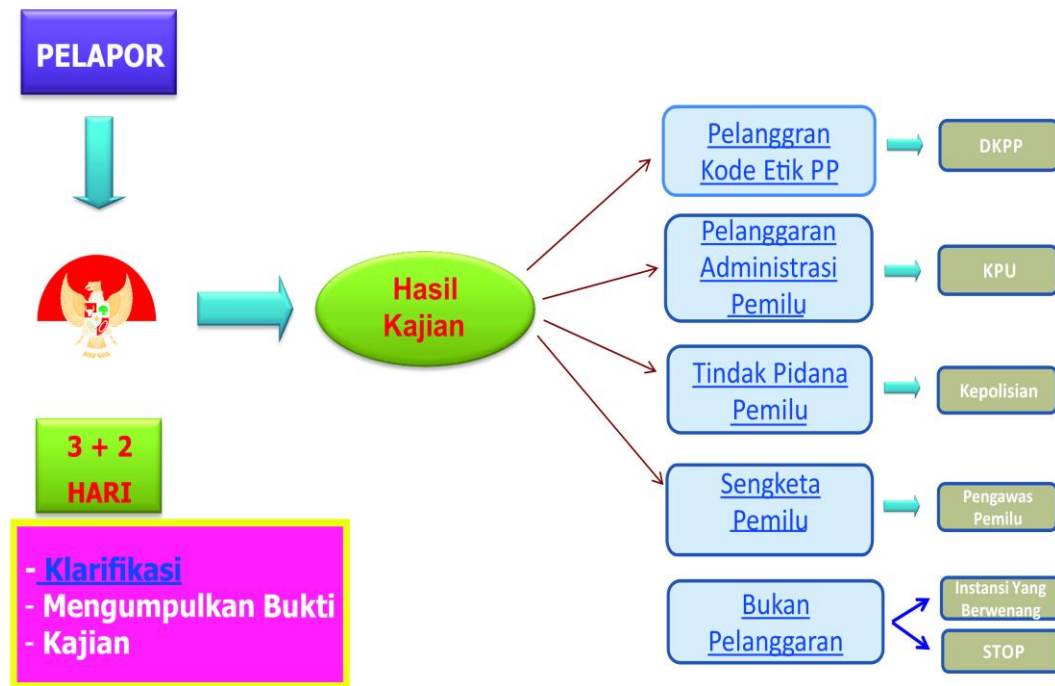 PELAPOR
3 + 2
HARI
- Klarifikasi
- Mengumpulkan Bukti
- Kajian
Hasil
Kajian
Pelanggran
Kode Etik PP
DKPP
Pelanggaran
Administrasi
Pemilu
KPU
Tindak Pidana
Pemilu
Kepolisian
Sengketa
Pemilu
Pengawas
Pemilu
Bukan
Pelanggaran
Instansi Yang
Berwenang
STOP